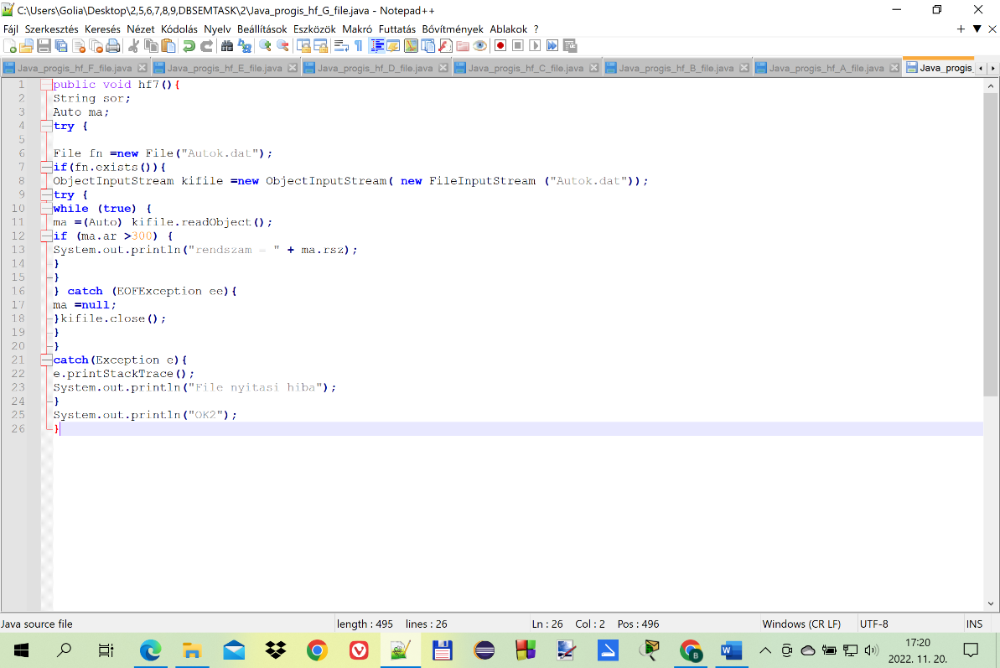 C:\Users\Golia\Desktop\2,5,6,7,8,9,DBSEMTASK\2\Java_progis_hf_G_file.java - Notepad++
Fájl Szerkesztés Keresés Nézet Kódolás Nyelv Beállítások Eszközök Makró Futtatás Bővítmények Ablakok ? + ▼ X
Java_progis_hf_F_file.java Java_progis_hf_E_file.java Java_progis_hf_D_file.java Java_progis_hf_C_file.java Java_progis_hf_B_file.java Java_progis_hf_A_file.java Java_progis
1 public void hf7(){
2 String sor;
3 Auto ma;
4 try {
5
6 File fn =new File("Autok.dat");
7 if(fn.exists()){
8 ObjectInputStream kifile =new ObjectInputStream( new FileInputStream ("Autok.dat"));
9 try {
10 while (true) {
11 ma =(Auto) kifile.readObject();
12 if (ma.ar >300) {
13 System.out.println("rendszam = " + ma.rsz);
14 }
15 }
16 } catch (EOFException ee){
17 ma =null;
18 }kifile.close();
19 }
20 }
21 catch(Exception e){
22 e.printStackTrace();
23 System.out.println("File nyitasi hiba");
24 }
25 System.out.println("OK2");
26 }
Java source file length : 495 lines : 26 Ln : 26 Col : 2 Pos : 496 Windows (CR LF) UTF-8 INS
17:20
2022. 11. 20.